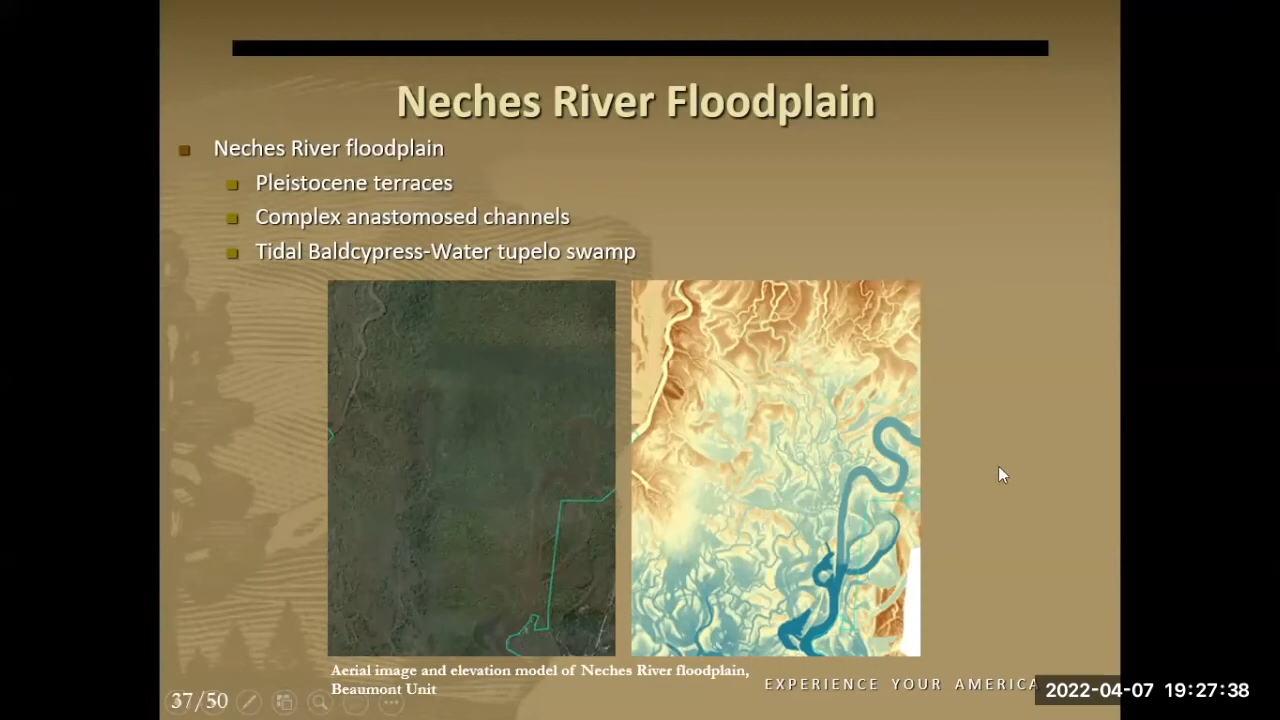 Neches River Floodplain
Neches River floodplain
Pleistocene terraces
Complex anastomosed channels
Tidal Baldcypress-Water tupelo swamp
Aerial image and elevation model of Neches River floodplain,
Beaumont Unit
EXPERIENCE YOUR AMERICA
37/50
2022-04-07 19:27:38